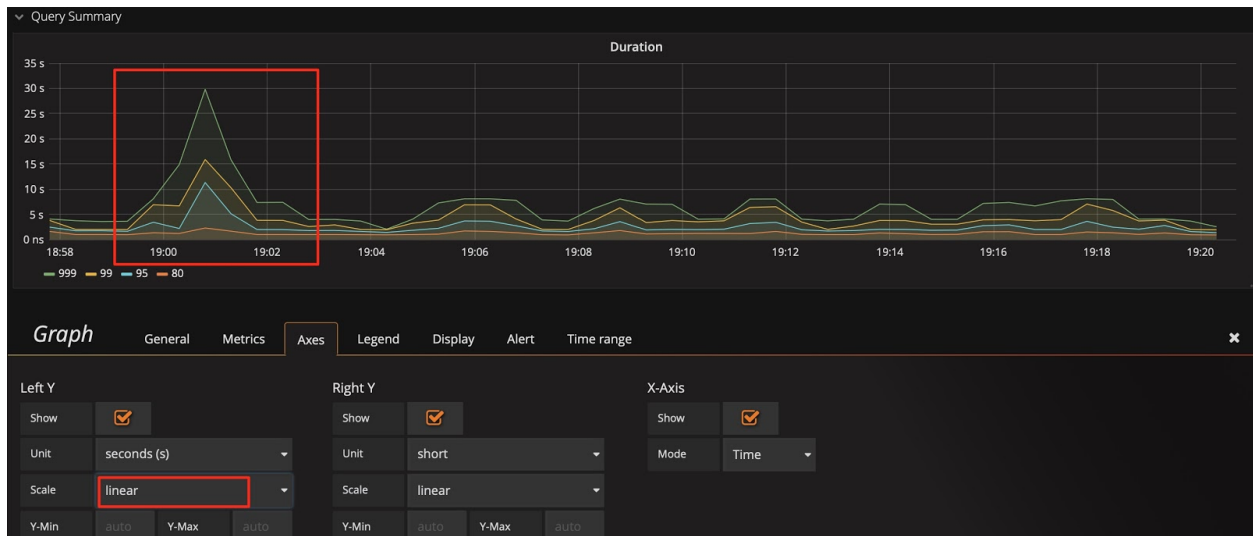 Query Summary
Duration
35 s
30 s
25 s
20 s
15 s
10 s
5 s
0 ns
18:58 19:00 19:02 19:04 19:06 19:08 19:10 19:12 19:14 19:16 19:18 19:20
999 99 95 80
Graph General Metrics Axes Legend Display Alert Time range
Left Y Right Y X-Axis
Show Show Show
Unit seconds (s) Unit short Mode Time
Scale linear Scale linear
Y-Min auto Y-Max auto Y-Min auto Y-Max auto